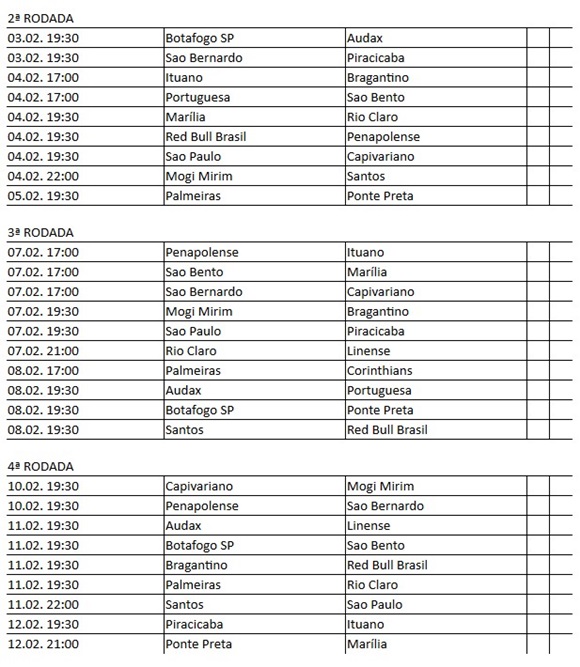 2ª RODADA
03.02. 19:30 Botafogo SP Audax
03.02. 19:30 Sao Bernardo Piracicaba
04.02. 17:00 Ituano Bragantino
04.02. 17:00 Portuguesa Sao Bento
04.02. 19:30 Marília Rio Claro
04.02. 19:30 Red Bull Brasil Penapolense
04.02. 19:30 Sao Paulo Capivariano
04.02. 22:00 Mogi Mirim Santos
05.02. 19:30 Palmeiras Ponte Preta
3ª RODADA
07.02. 17:00 Penapolense Ituano
07.02. 17:00 Sao Bento Marília
07.02. 17:00 Sao Bernardo Capivariano
07.02. 19:30 Mogi Mirim Bragantino
07.02. 19:30 Sao Paulo Piracicaba
07.02. 21:00 Rio Claro Linense
08.02. 17:00 Palmeiras Corinthians
08.02. 19:30 Audax Portuguesa
08.02. 19:30 Botafogo SP Ponte Preta
08.02. 19:30 Santos Red Bull Brasil
4ª RODADA
10.02. 19:30 Capivariano Mogi Mirim
10.02. 19:30 Penapolense Sao Bernardo
11.02. 19:30 Audax Linense
11.02. 19:30 Botafogo SP Sao Bento
11.02. 19:30 Bragantino Red Bull Brasil
11.02. 19:30 Palmeiras Rio Claro
11.02. 22:00 Santos Sao Paulo
12.02. 19:30 Piracicaba Ituano
12.02. 21:00 Ponte Preta Marília